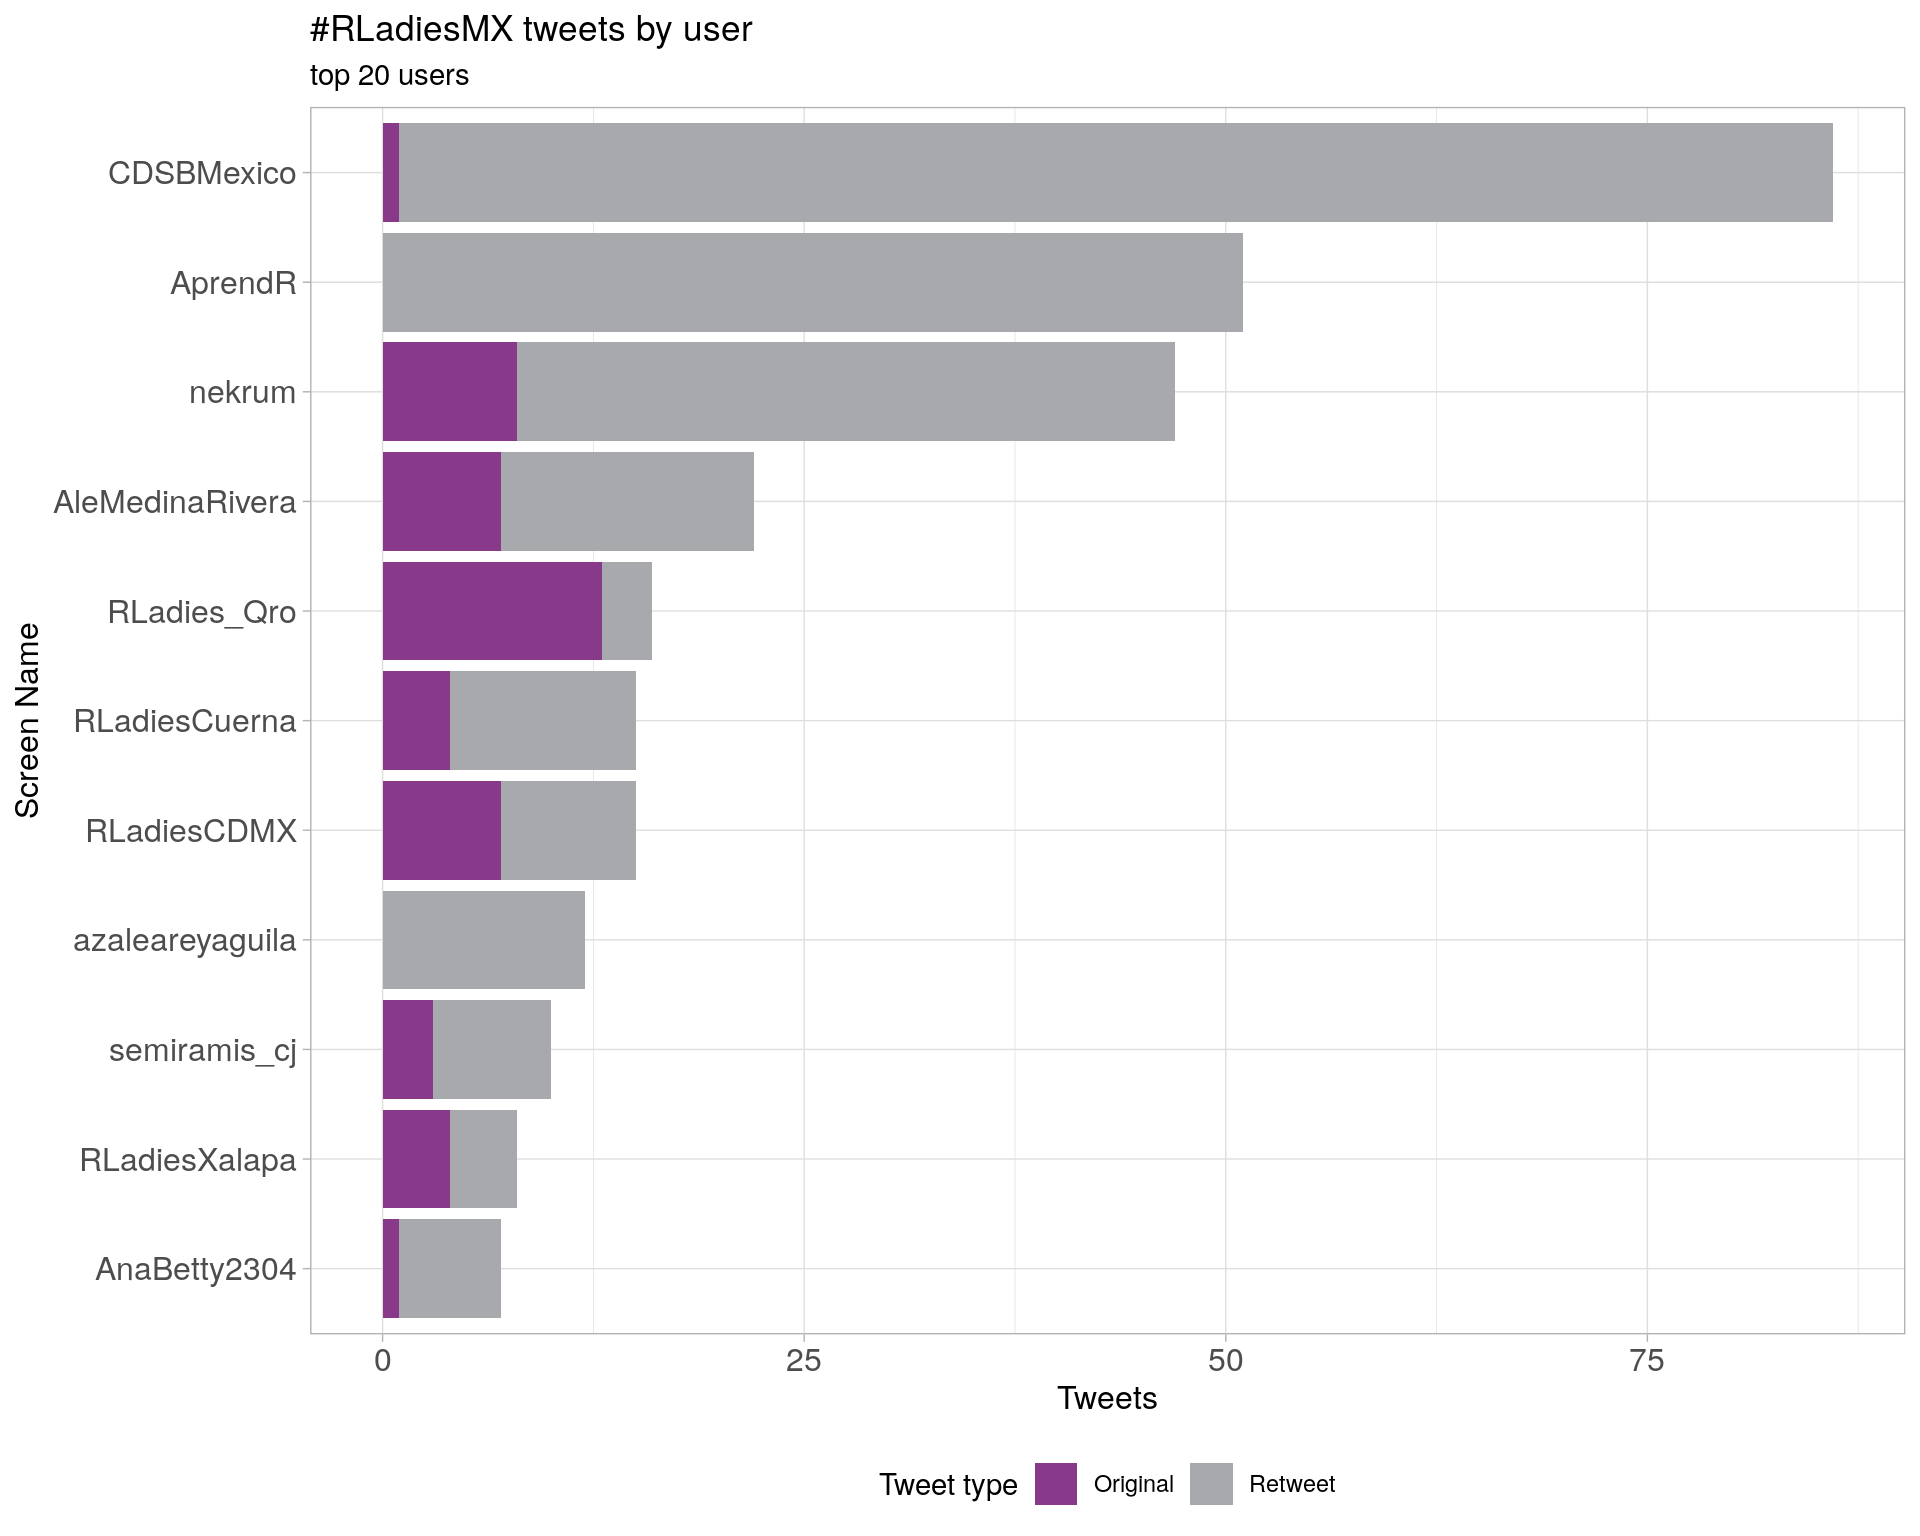 #RLadiesMX tweets by user
top 20 users
CDSBMexico
AprendR
nekrum
AleMedinaRivera
RLadies_Qro
RLadiesCuerna
RLadiesCDMX
azaleareyaguila
semiramis_cj
RLadiesXalapa
AnaBetty2304
Screen Name
0 25 50 75
Tweets
Tweet type Original Retweet